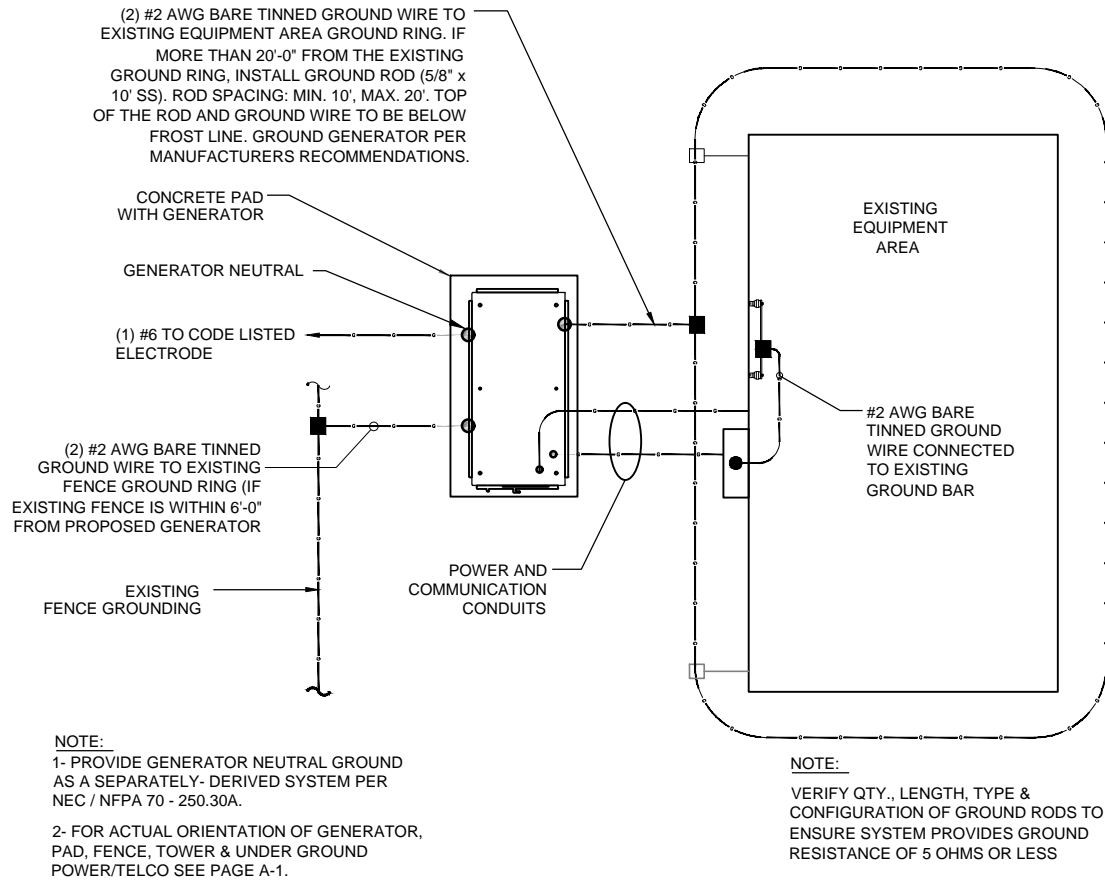 (2) #2 AWG BARE TINNED GROUND WIRE TO
EXISTING EQUIPMENT AREA GROUND RING. IF
MORE THAN 20'-0" FROM THE EXISTING
GROUND RING, INSTALL GROUND ROD (5/8" x
10' SS). ROD SPACING: MIN. 10', MAX. 20'. TOP
OF THE ROD AND GROUND WIRE TO BE BELOW
FROST LINE. GROUND GENERATOR PER
MANUFACTURERS RECOMMENDATIONS.
CONCRETE PAD
WITH GENERATOR
GENERATOR NEUTRAL
(1) #6 TO CODE LISTED
ELECTRODE
(2) #2 AWG BARE TINNED
GROUND WIRE TO EXISTING
FENCE GROUND RING (IF
EXISTING FENCE IS WITHIN 6'-0"
FROM PROPOSED GENERATOR
EXISTING
FENCE GROUNDING
POWER AND
COMMUNICATION
CONDUITS
EXISTING
EQUIPMENT
AREA
#2 AWG BARE
TINNED GROUND
WIRE CONNECTED
TO EXISTING
GROUND BAR
NOTE:
1- PROVIDE GENERATOR NEUTRAL GROUND
AS A SEPARATELY- DERIVED SYSTEM PER
NEC / NFPA 70 - 250.30A.
2- FOR ACTUAL ORIENTATION OF GENERATOR,
PAD, FENCE, TOWER & UNDER GROUND
POWER/TELCO SEE PAGE A-1.
NOTE:
VERIFY QTY., LENGTH, TYPE &
CONFIGURATION OF GROUND RODS TO
ENSURE SYSTEM PROVIDES GROUND
RESISTANCE OF 5 OHMS OR LESS